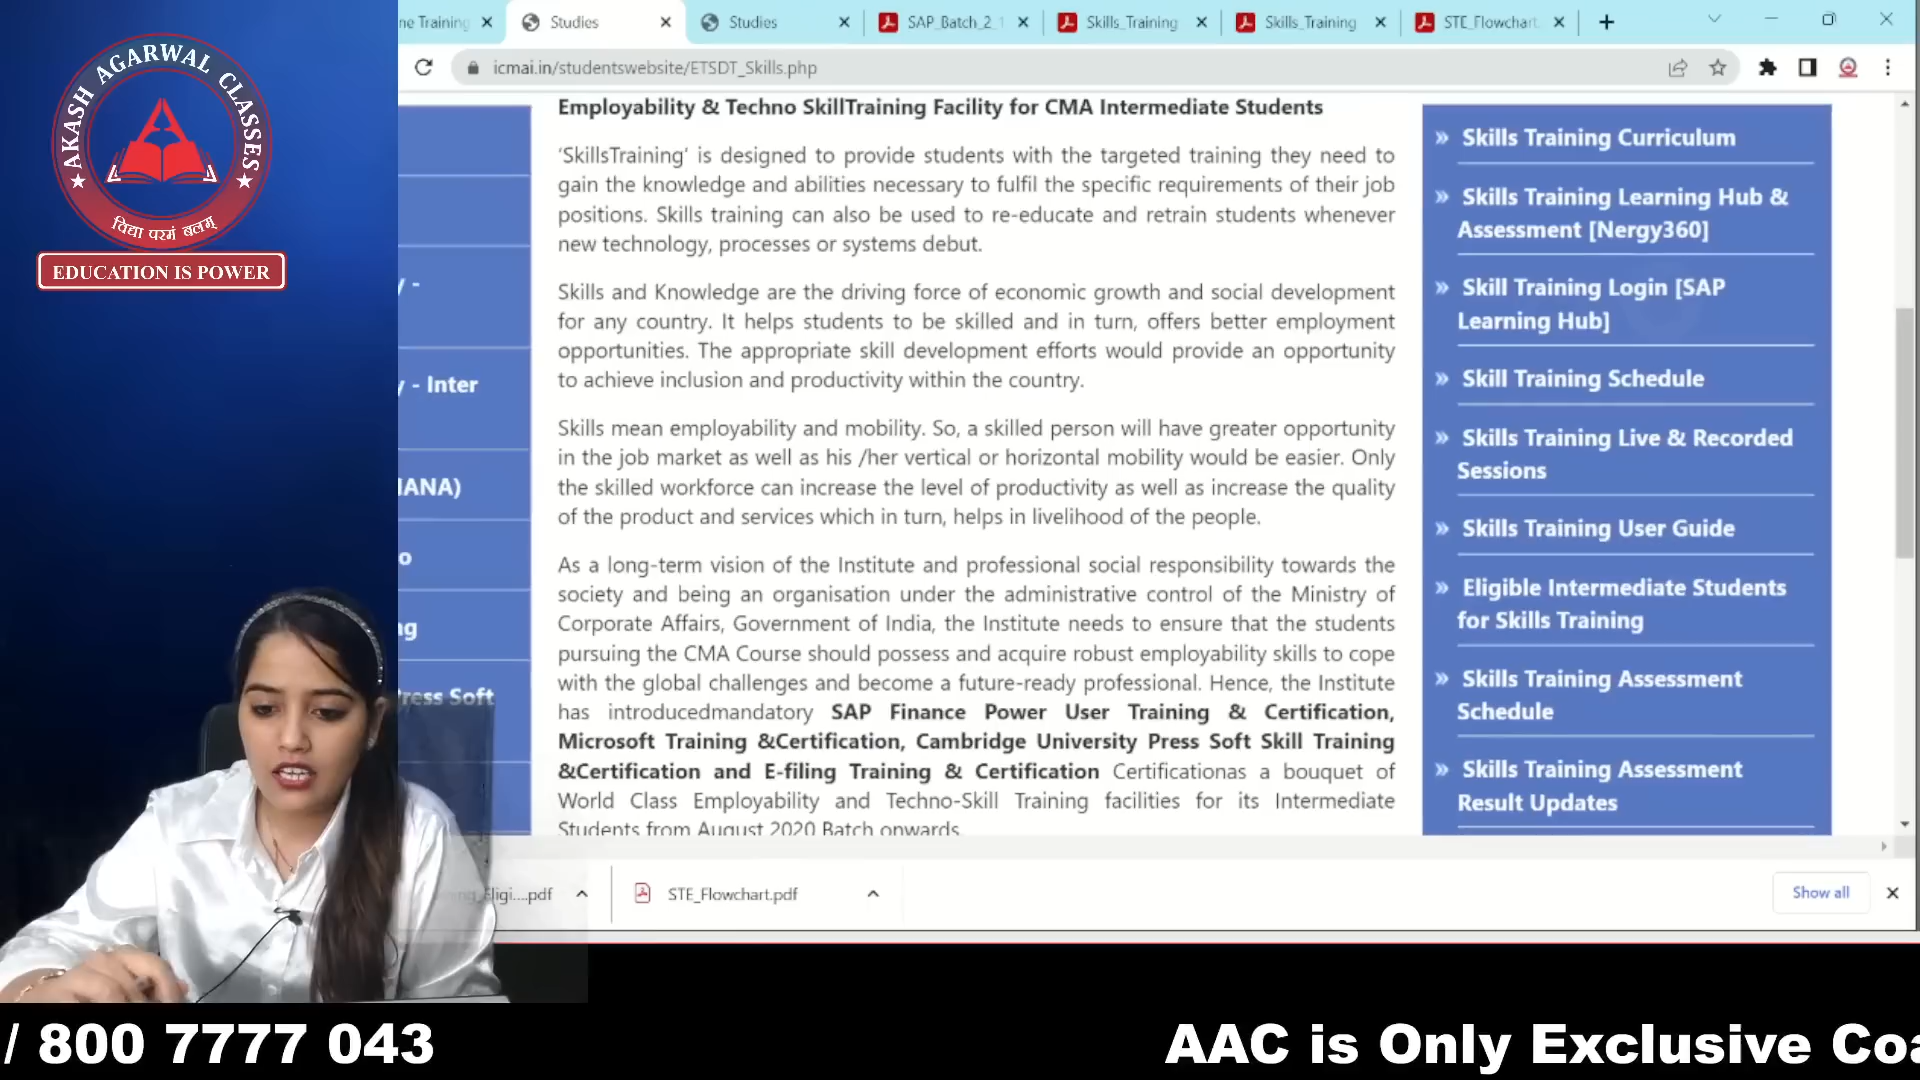 AKASH AGARWAL CLASSES
विद्या परमं बलम्
EDUCATION IS POWER
ne Training
Studies
Studies
SAP_Batch_2_1
Skills_Training
Skills_Training
STE_Flowchart
icmai.in/studentswebsite/ETSDT_Skills.php
y -
y - Inter
IANA)
o
ng
Press Soft
Employability & Techno SkillTraining Facility for CMA Intermediate Students
‘SkillsTraining’ is designed to provide students with the targeted training they need to
gain the knowledge and abilities necessary to fulfil the specific requirements of their job
positions. Skills training can also be used to re-educate and retrain students whenever
new technology, processes or systems debut.
Skills and Knowledge are the driving force of economic growth and social development
for any country. It helps students to be skilled and in turn, offers better employment
opportunities. The appropriate skill development efforts would provide an opportunity
to achieve inclusion and productivity within the country.
Skills mean employability and mobility. So, a skilled person will have greater opportunity
in the job market as well as his /her vertical or horizontal mobility would be easier. Only
the skilled workforce can increase the level of productivity as well as increase the quality
of the product and services which in turn, helps in livelihood of the people.
As a long-term vision of the Institute and professional social responsibility towards the
society and being an organisation under the administrative control of the Ministry of
Corporate Affairs, Government of India, the Institute needs to ensure that the students
pursuing the CMA Course should possess and acquire robust employability skills to cope
with the global challenges and become a future-ready professional. Hence, the Institute
has introducedmandatory SAP Finance Power User Training & Certification,
Microsoft Training &Certification, Cambridge University Press Soft Skill Training
&Certification and E-filing Training & Certification Certificationas a bouquet of
World Class Employability and Techno-Skill Training facilities for its Intermediate
Students from August 2020 Batch onwards.
» Skills Training Curriculum
» Skills Training Learning Hub &
Assessment [Nergy360]
» Skill Training Login [SAP
Learning Hub]
» Skill Training Schedule
» Skills Training Live & Recorded
Sessions
» Skills Training User Guide
» Eligible Intermediate Students
for Skills Training
» Skills Training Assessment
Schedule
» Skills Training Assessment
Result Updates
ng_Eligi....pdf
STE_Flowchart.pdf
Show all
/ 800 7777 043
AAC is Only Exclusive Coa